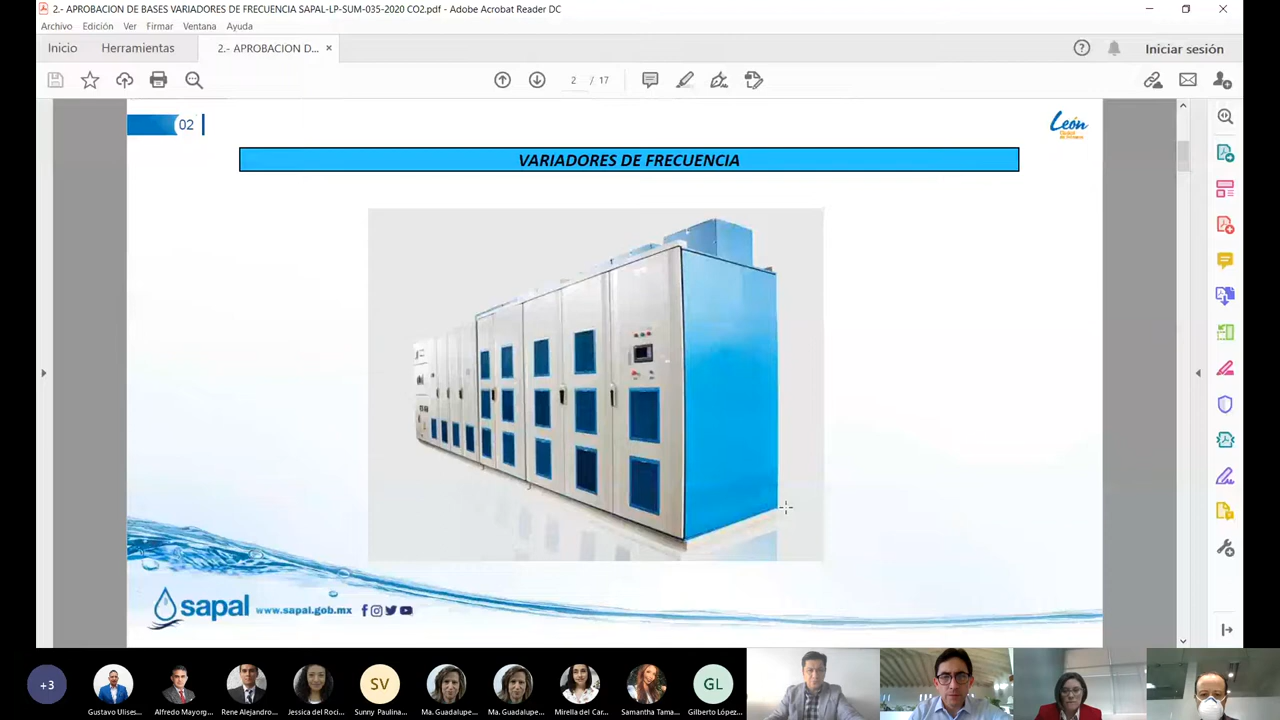 2.- APROBACION DE BASES VARIADORES DE FRECUENCIA SAPAL-LP-SUM-035-2020 CO2.pdf - Adobe Acrobat Reader DC
Archivo Edición Ver Firmar Ventana Ayuda
Inicio Herramientas 2.- APROBACION D... × Iniciar sesión
2 / 17
02
León
VARIADORES DE FRECUENCIA
sapal www.sapal.gob.mx
+3 SV GL
Gustavo Ulises... Alfredo Mayorg... Rene Alejandro... Jessica del Roci... Sunny Paulina... Ma. Guadalupe... Ma. Guadalupe... Mirella del Car... Samantha Tama... Gilberto López...